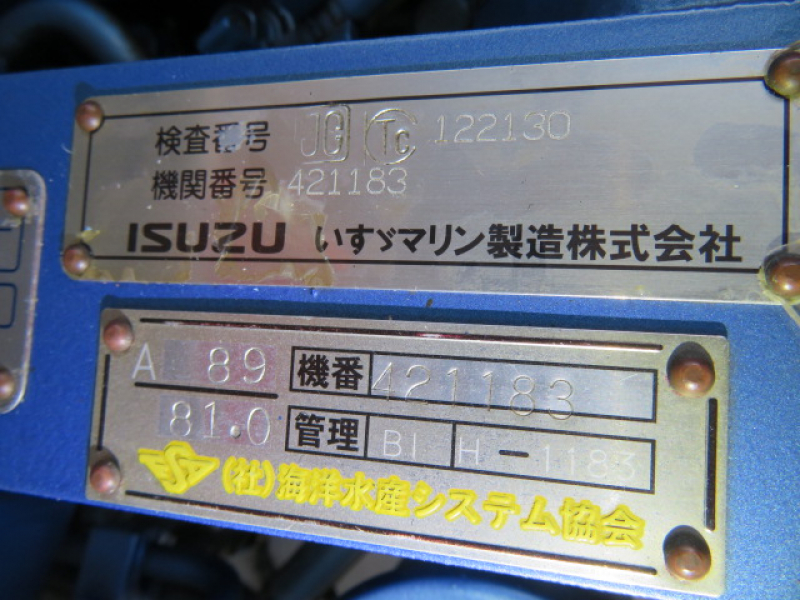 検査番号 JG TC 122130
機関番号 421183
ISUZU いすゞマリン製造株式会社
A 89 機番 421183
81.0 管理 BI H-1183
(社)海洋水産システム協会